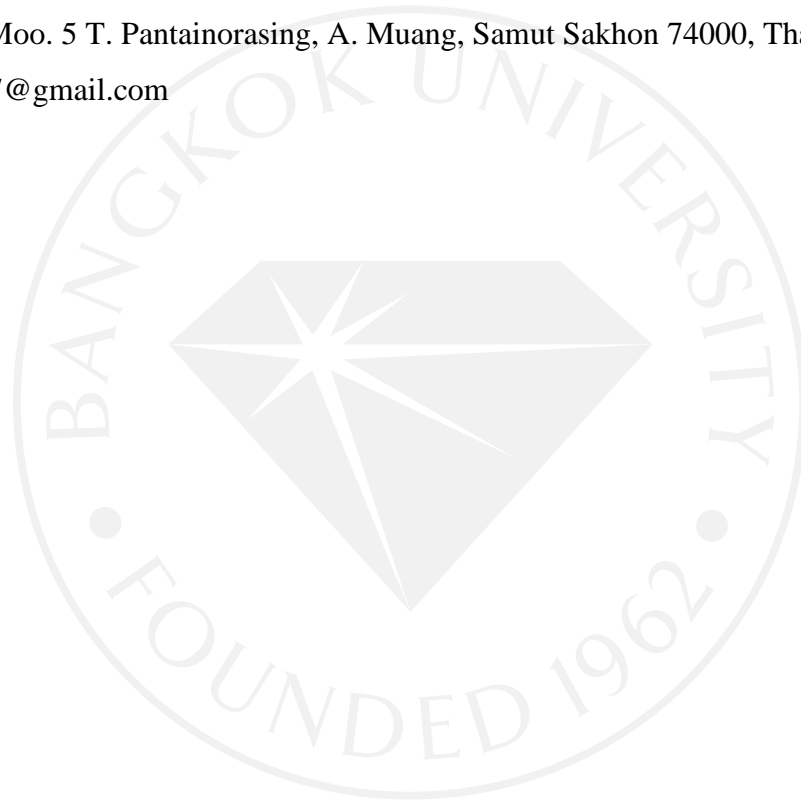 Moo. 5 T. Pantainorasing, A. Muang, Samut Sakhon 74000, Tha
@gmail.com
BANGKOK UNIVERSITY
• FOUNDED 1962 •